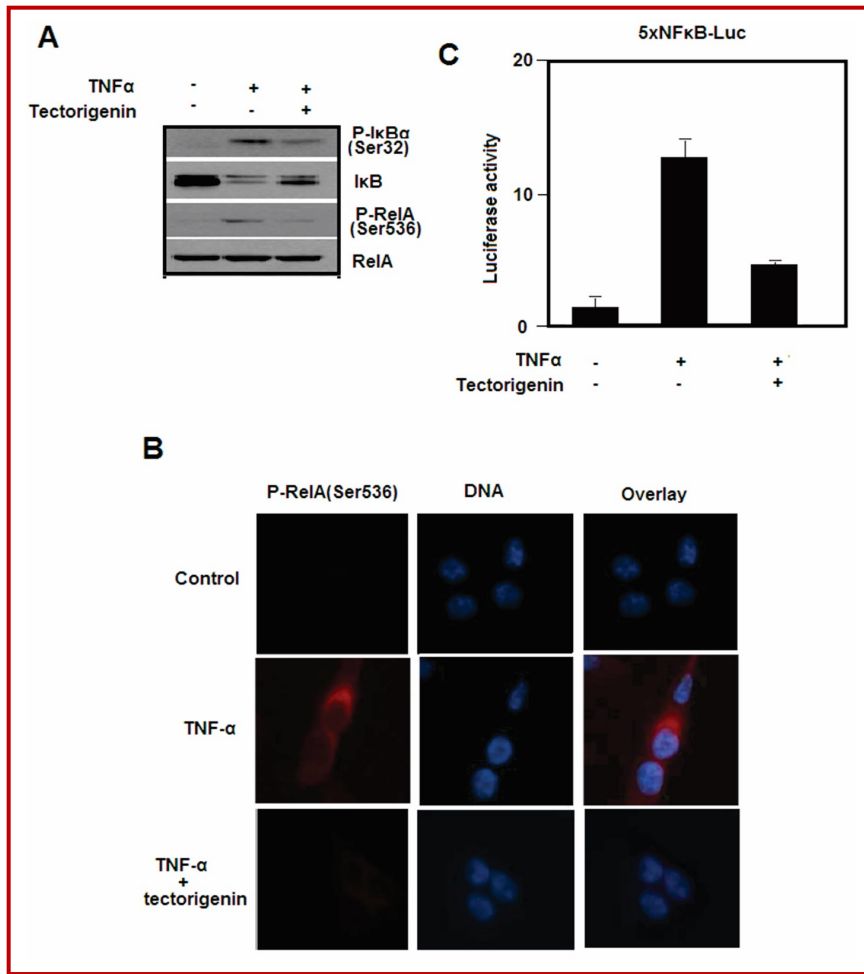 A
TNFα - + +
Tectorigenin - - +
P-IκBα
(Ser32)
IκB
P-RelA
(Ser536)
RelA
C
5xNFκB-Luc
20
10
0
Luciferase activity
TNFα - + +
Tectorigenin - - +
B
P-RelA(Ser536) DNA Overlay
Control
TNF-α
TNF-α
+
tectorigenin